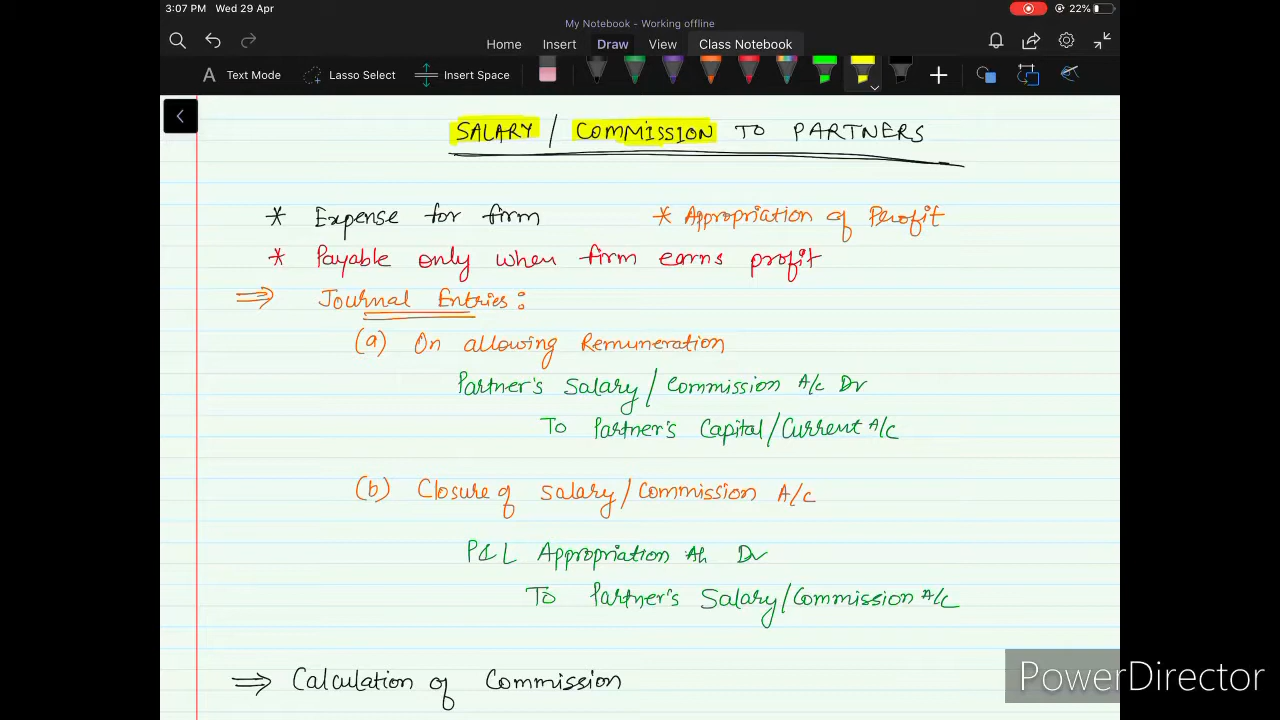 3:07 PM Wed 29 Apr
22%
My Notebook - Working offline
Home Insert Draw View Class Notebook
Text Mode Lasso Select Insert Space
SALARY / COMMISSION TO PARTNERS
* Expense for firm * Appropriation of Profit
* Payable only when firm earns profit
⇒ Journal Entries:
(a) On allowing Remuneration
Partner's Salary/Commission A/c Dr
To Partner's Capital/Current A/c
(b) Closure of Salary/Commission A/c
P&L Appropriation A/c Dr
To Partner's Salary/Commission A/c
⇒ Calculation of Commission
PowerDirector